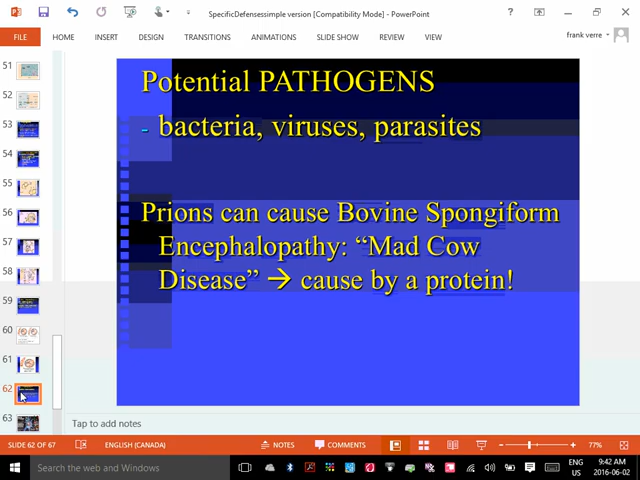 SpecificDefensessimple version [Compatibility Mode] - PowerPoint
FILE HOME INSERT DESIGN TRANSITIONS ANIMATIONS SLIDE SHOW REVIEW VIEW
frank verre
51
52
53
54
55
56
57
58
59
60
61
62
63
Potential PATHOGENS
- bacteria, viruses, parasites
Prions can cause Bovine Spongiform
Encephalopathy: “Mad Cow
Disease” → cause by a protein!
Tap to add notes
SLIDE 62 OF 67 ENGLISH (CANADA) NOTES COMMENTS 77%
Search the web and Windows
ENG
US
9:42 AM
2016-06-02